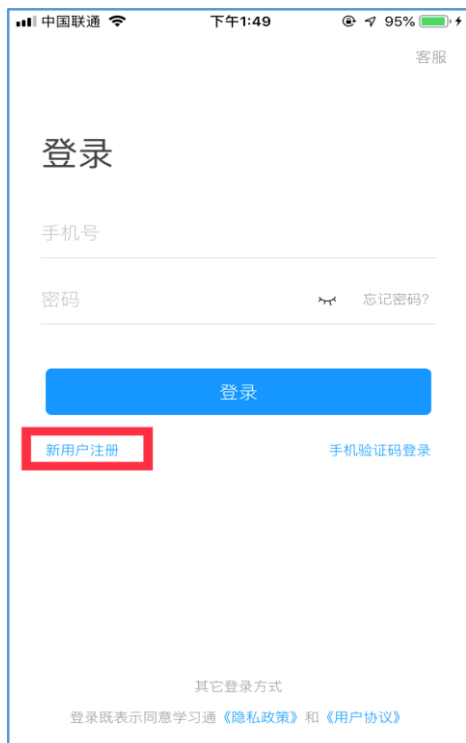 中国联通 下午1:49 95%
客服
登录
手机号
密码 忘记密码?
登录
新用户注册 手机验证码登录
其它登录方式
登录既表示同意学习通《隐私政策》和《用户协议》